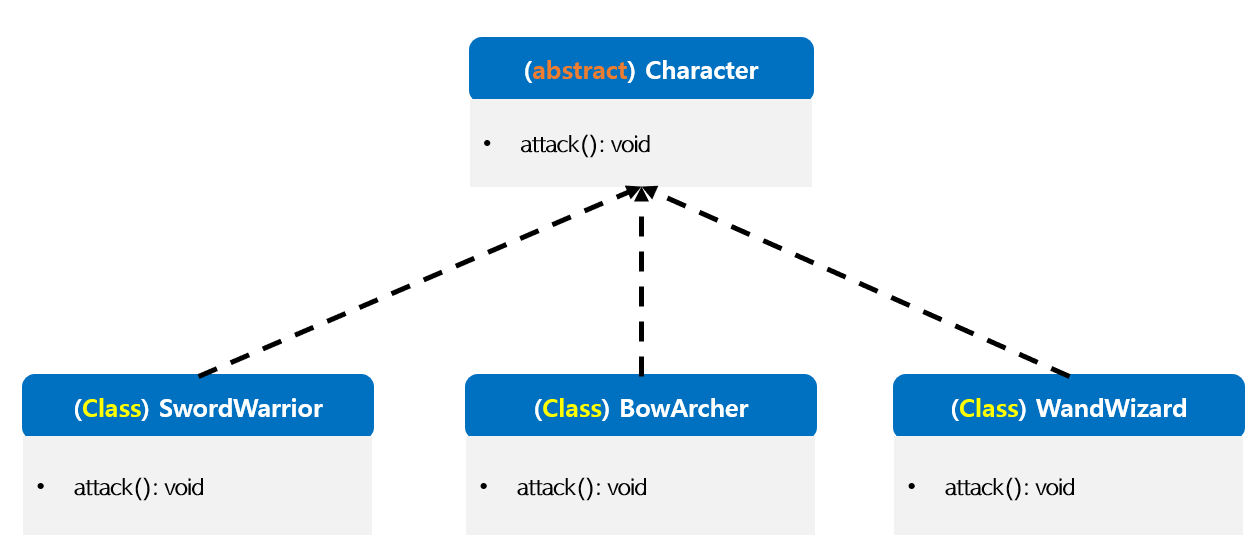 (abstract) Character
• attack(): void
(Class) SwordWarrior
• attack(): void
(Class) BowArcher
• attack(): void
(Class) WandWizard
• attack(): void